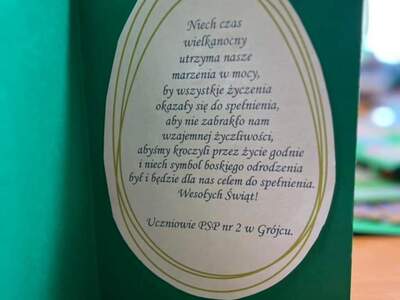 Niech czas
wielkanocny
utrzyma nasze
marzenia w mocy,
by wszystkie życzenia
okazały się do spełnienia,
aby nie zabrakło nam
wzajemnej życzliwości,
abyśmy kroczyli przez życie godnie
i niech symbol boskiego odrodzenia
był i będzie dla nas celem do spełnienia.
Wesołych Świąt!
Uczniowie PSP nr 2 w Grójcu.